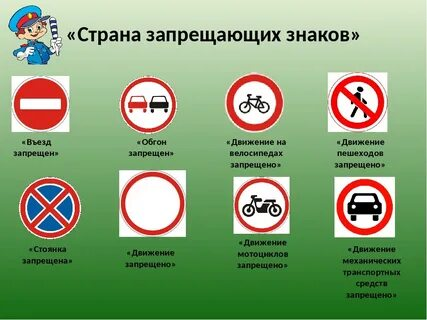 «Страна запрещающих знаков»
«Въезд
запрещен»
«Обгон
запрещен»
«Движение на
велосипедах
запрещено»
«Движение
пешеходов
запрещено»
«Стоянка
запрещена»
«Движение
запрещено»
«Движение
мотоциклов
запрещено»
«Движение
механических
транспортных
средств
запрещено»